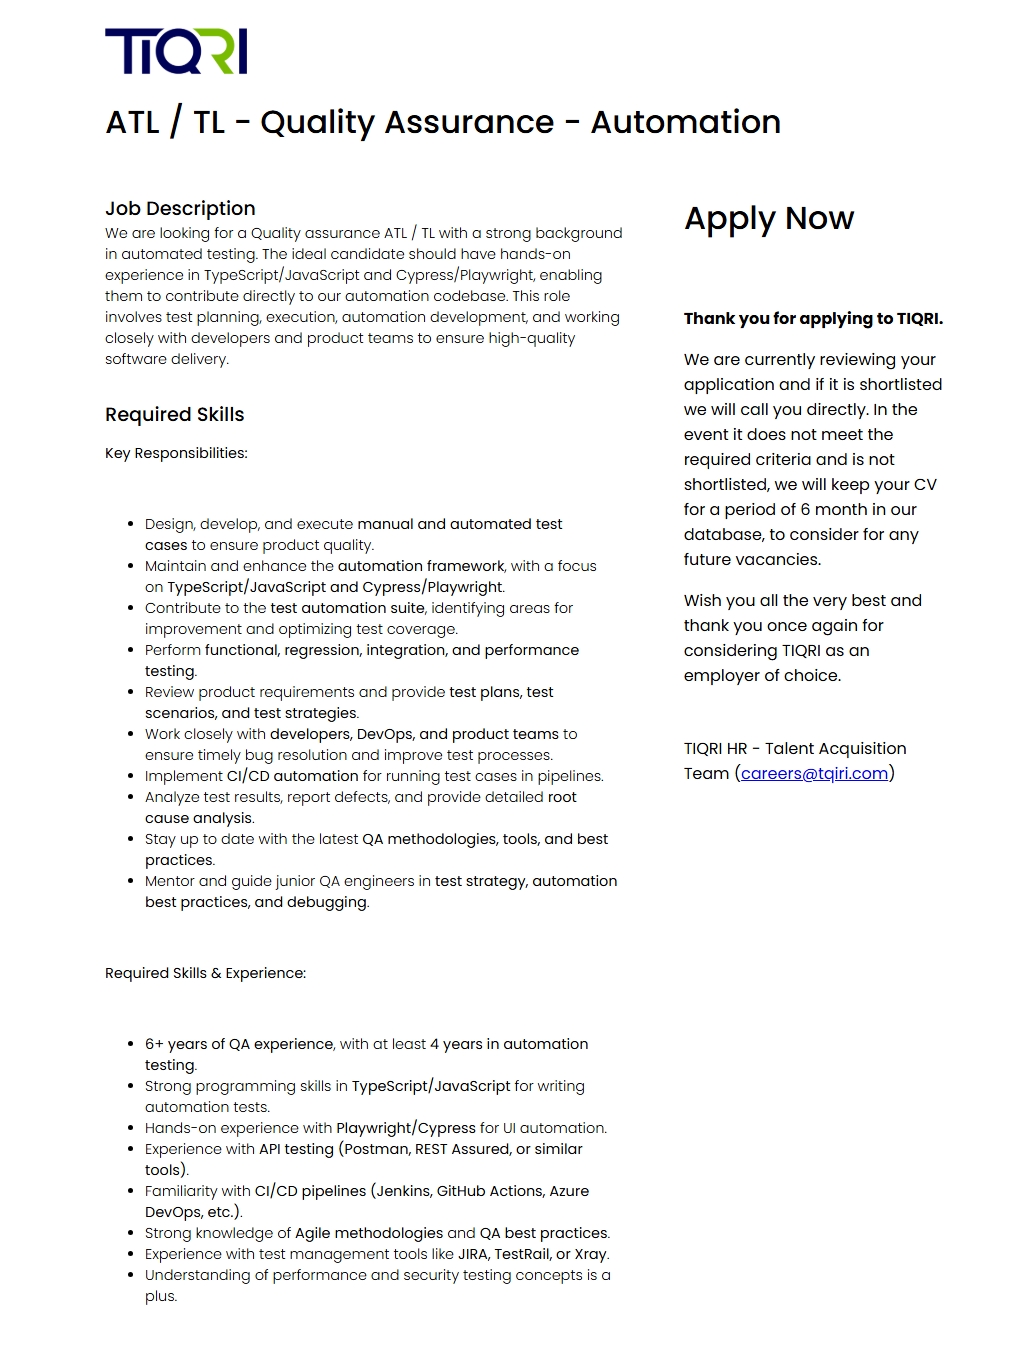 TIQRI
ATL / TL - Quality Assurance - Automation
Job Description
We are looking for a Quality assurance ATL / TL with a strong background
in automated testing. The ideal candidate should have hands-on
experience in TypeScript/JavaScript and Cypress/Playwright, enabling
them to contribute directly to our automation codebase. This role
involves test planning, execution, automation development, and working
closely with developers and product teams to ensure high-quality
software delivery.
Required Skills
Key Responsibilities:
• Design, develop, and execute manual and automated test
cases to ensure product quality.
• Maintain and enhance the automation framework, with a focus
on TypeScript/JavaScript and Cypress/Playwright.
• Contribute to the test automation suite, identifying areas for
improvement and optimizing test coverage.
• Perform functional, regression, integration, and performance
testing.
• Review product requirements and provide test plans, test
scenarios, and test strategies.
• Work closely with developers, DevOps, and product teams to
ensure timely bug resolution and improve test processes.
• Implement CI/CD automation for running test cases in pipelines.
• Analyze test results, report defects, and provide detailed root
cause analysis.
• Stay up to date with the latest QA methodologies, tools, and best
practices.
• Mentor and guide junior QA engineers in test strategy, automation
best practices, and debugging.
Required Skills & Experience:
• 6+ years of QA experience, with at least 4 years in automation
testing.
• Strong programming skills in TypeScript/JavaScript for writing
automation tests.
• Hands-on experience with Playwright/Cypress for UI automation.
• Experience with API testing (Postman, REST Assured, or similar
tools).
• Familiarity with CI/CD pipelines (Jenkins, GitHub Actions, Azure
DevOps, etc.).
• Strong knowledge of Agile methodologies and QA best practices.
• Experience with test management tools like JIRA, TestRail, or Xray.
• Understanding of performance and security testing concepts is a
plus.
Apply Now
Thank you for applying to TIQRI.
We are currently reviewing your
application and if it is shortlisted
we will call you directly. In the
event it does not meet the
required criteria and is not
shortlisted, we will keep your CV
for a period of 6 month in our
database, to consider for any
future vacancies.
Wish you all the very best and
thank you once again for
considering TIQRI as an
employer of choice.
TIQRI HR - Talent Acquisition
Team (careers@tqiri.com)